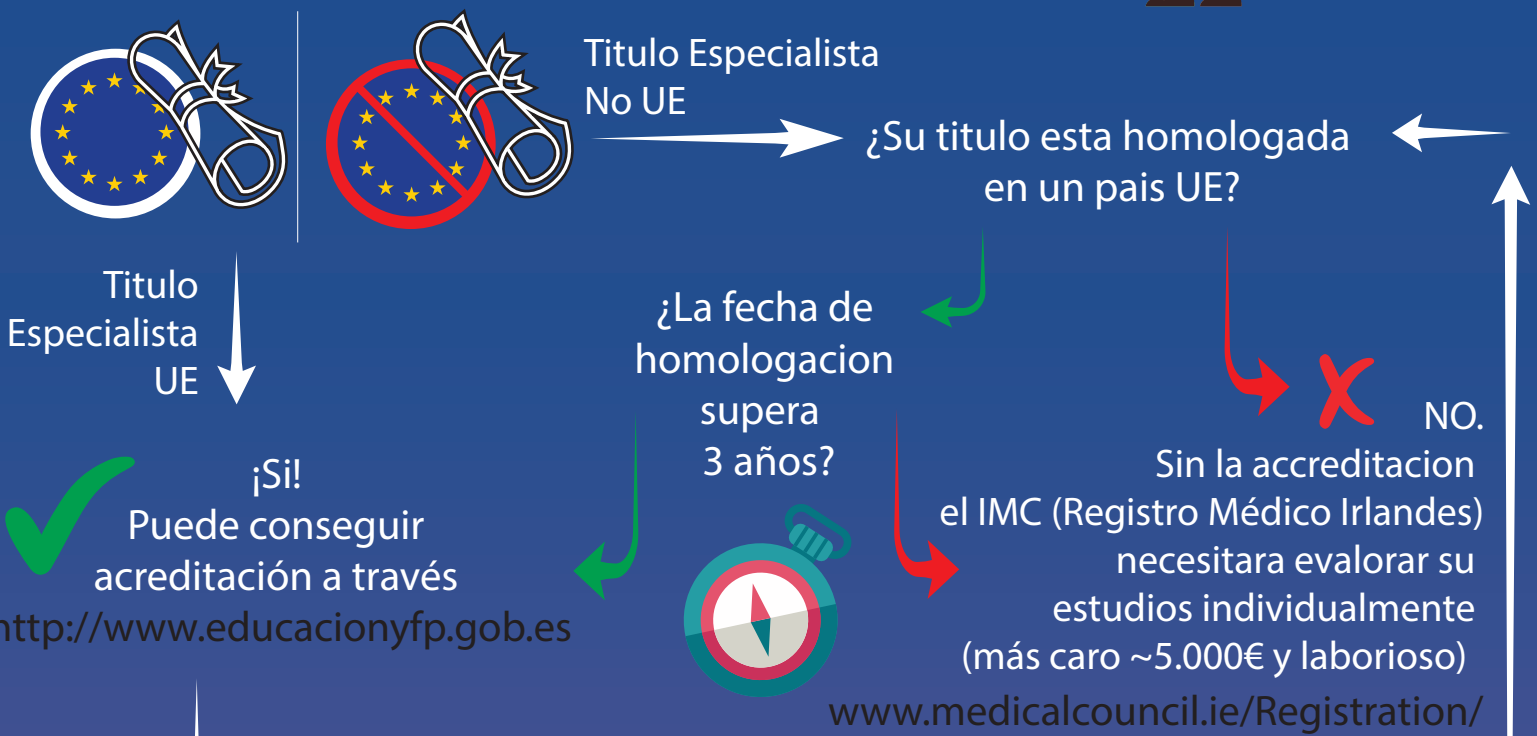 Titulo Especialista
No UE
¿Su titulo esta homologada
en un pais UE?
Titulo
Especialista
UE
¿La fecha de
homologacion
supera
3 años?
¡Si!
Puede conseguir
acreditación a través
http://www.educacionyfp.gob.es
NO.
Sin la accreditacion
el IMC (Registro Médico Irlandes)
necesitara evalorar su
estudios individualmente
(más caro ~5.000€ y laborioso)
www.medicalcouncil.ie/Registration/